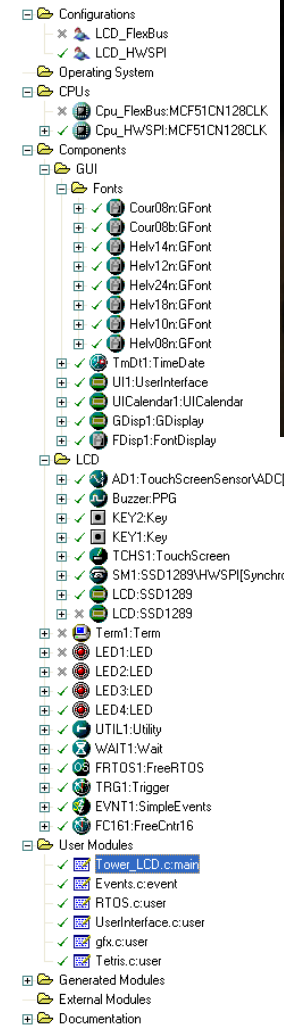 Configurations
LCD_FlexBus
LCD_HWSPI
Operating System
CPUs
Cpu_FlexBus:MCF51CN128CLK
Cpu_HWSPI:MCF51CN128CLK
Components
GUI
Fonts
Cour08n:GFont
Cour08b:GFont
Helv14n:GFont
Helv12n:GFont
Helv24n:GFont
Helv18n:GFont
Helv10n:GFont
Helv08n:GFont
TmDt1:TimeDate
UI1:UserInterface
UICalendar1:UICalendar
GDisp1:GDisplay
FDisp1:FontDisplay
LCD
AD1:TouchScreenSensor\ADC[
Buzzer:PPG
KEY2:Key
KEY1:Key
TCHS1:TouchScreen
SM1:SSD1289\HWSPI[Synchro
LCD:SSD1289
LCD:SSD1289
Term1:Term
LED1:LED
LED2:LED
LED3:LED
LED4:LED
UTIL1:Utility
WAIT1:Wait
FRTOS1:FreeRTOS
TRG1:Trigger
EVNT1:SimpleEvents
FC161:FreeCntr16
User Modules
Tower_LCD.c:main
Events.c:event
RTOS.c:user
UserInterface.c:user
gfx.c:user
Tetris.c:user
Generated Modules
External Modules
Documentation